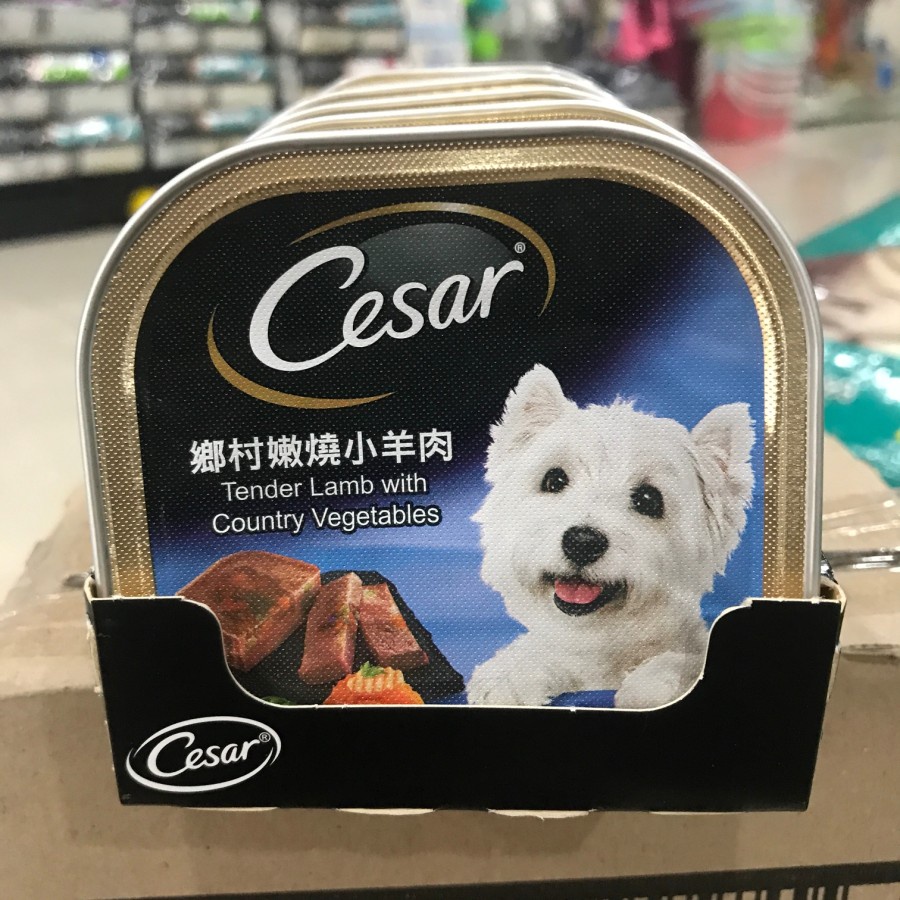 Cesar®
鄉村嫩燒小羊肉
Tender Lamb with
Country Vegetables
Cesar®